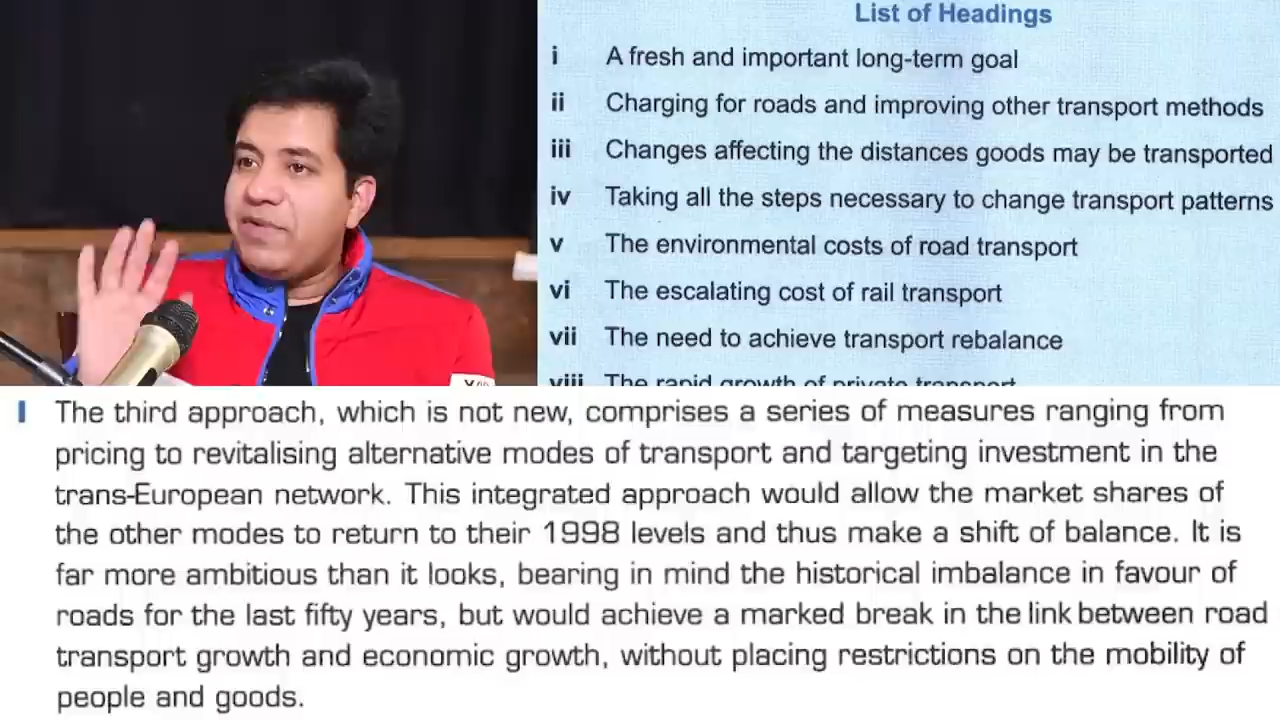 List of Headings
i A fresh and important long-term goal
ii Charging for roads and improving other transport methods
iii Changes affecting the distances goods may be transported
iv Taking all the steps necessary to change transport patterns
v The environmental costs of road transport
vi The escalating cost of rail transport
vii The need to achieve transport rebalance
viii The rapid growth of private transport
I The third approach, which is not new, comprises a series of measures ranging from
pricing to revitalising alternative modes of transport and targeting investment in the
trans-European network. This integrated approach would allow the market shares of
the other modes to return to their 1998 levels and thus make a shift of balance. It is
far more ambitious than it looks, bearing in mind the historical imbalance in favour of
roads for the last fifty years, but would achieve a marked break in the link between road
transport growth and economic growth, without placing restrictions on the mobility of
people and goods.